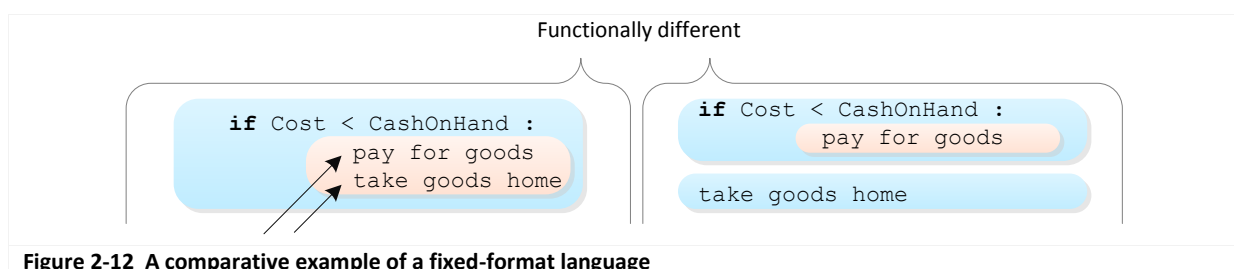 Functionally different
if Cost < CashOnHand :
pay for goods
take goods home
if Cost < CashOnHand :
pay for goods
take goods home
Figure 2-12 A comparative example of a fixed-format language